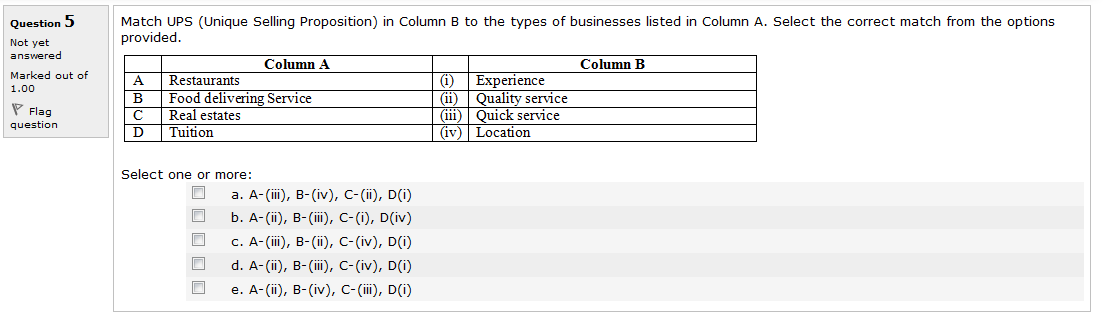 Question 5
Not yet
answered
Marked out of
1.00
Flag
question
Match UPS (Unique Selling Proposition) in Column B to the types of businesses listed in Column A. Select the correct match from the options
provided.
Column A Column B
A Restaurants (i) Experience
B Food delivering Service (ii) Quality service
C Real estates (iii) Quick service
D Tuition (iv) Location
Select one or more:
a. A-(iii), B-(iv), C-(ii), D(i)
b. A-(ii), B-(iii), C-(i), D(iv)
c. A-(iii), B-(ii), C-(iv), D(i)
d. A-(ii), B-(iii), C-(iv), D(i)
e. A-(ii), B-(iv), C-(iii), D(i)